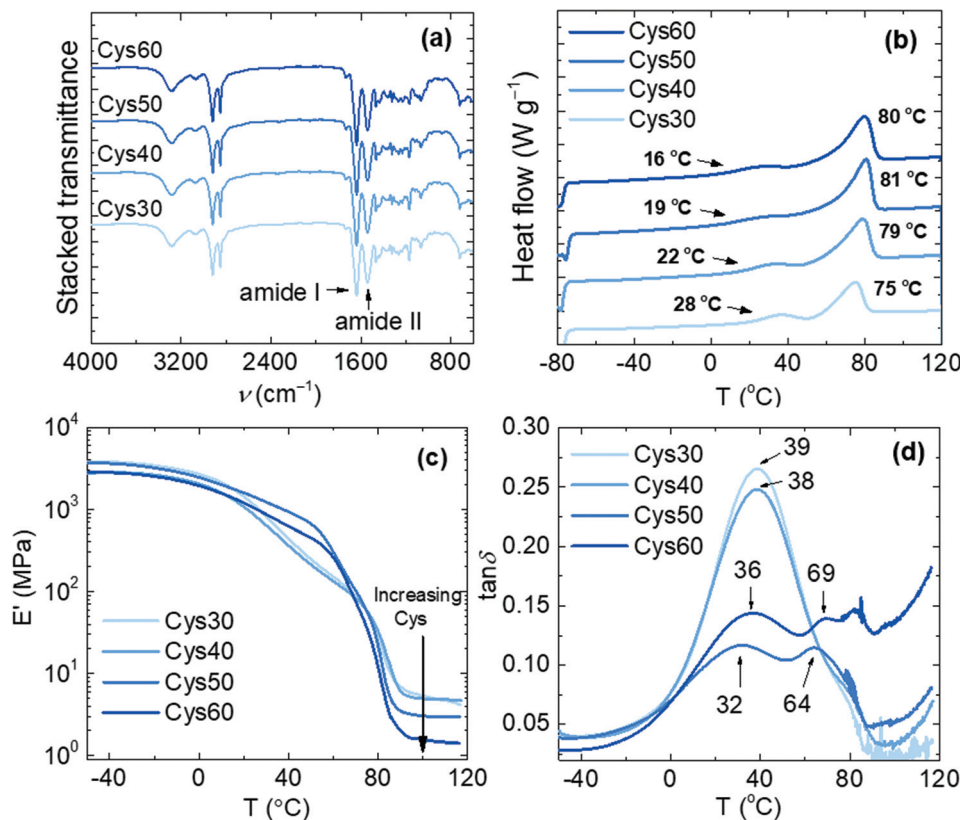 (a)
Stacked transmittance
Cys60
Cys50
Cys40
Cys30
amide I
amide II
4000 3200 2400 1600 800
ν (cm⁻¹)
(b)
Heat flow (W g⁻¹)
Cys60
Cys50
Cys40
Cys30
80 °C
16 °C
81 °C
19 °C
79 °C
22 °C
75 °C
28 °C
-80 -40 0 40 80 120
T (°C)
(c)
E' (MPa)
10⁴
10³
10²
10¹
10⁰
Increasing
Cys
Cys30
Cys40
Cys50
Cys60
-40 0 40 80 120
T (°C)
(d)
tanδ
0.30
0.25
0.20
0.15
0.10
0.05
Cys30
Cys40
Cys50
Cys60
39
38
36
69
32
64
-40 0 40 80 120
T (°C)